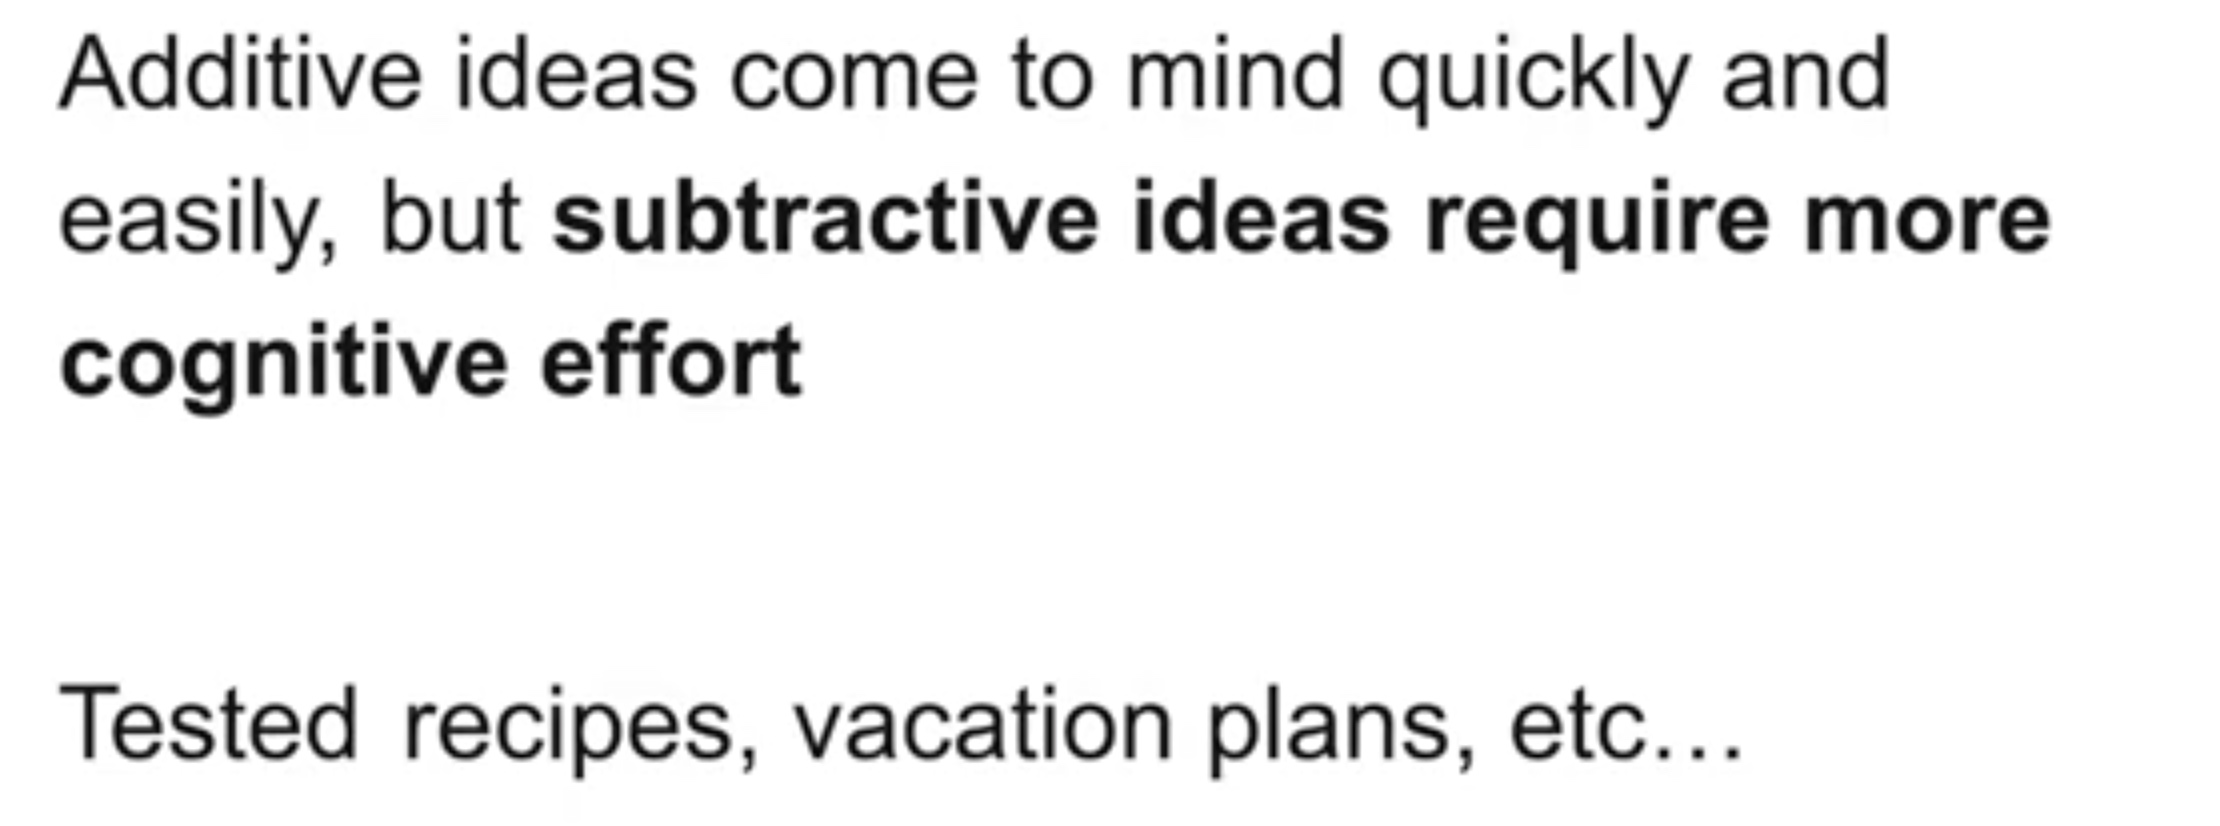 Additive ideas come to mind quickly and
easily, but subtractive ideas require more
cognitive effort
Tested recipes, vacation plans, etc…